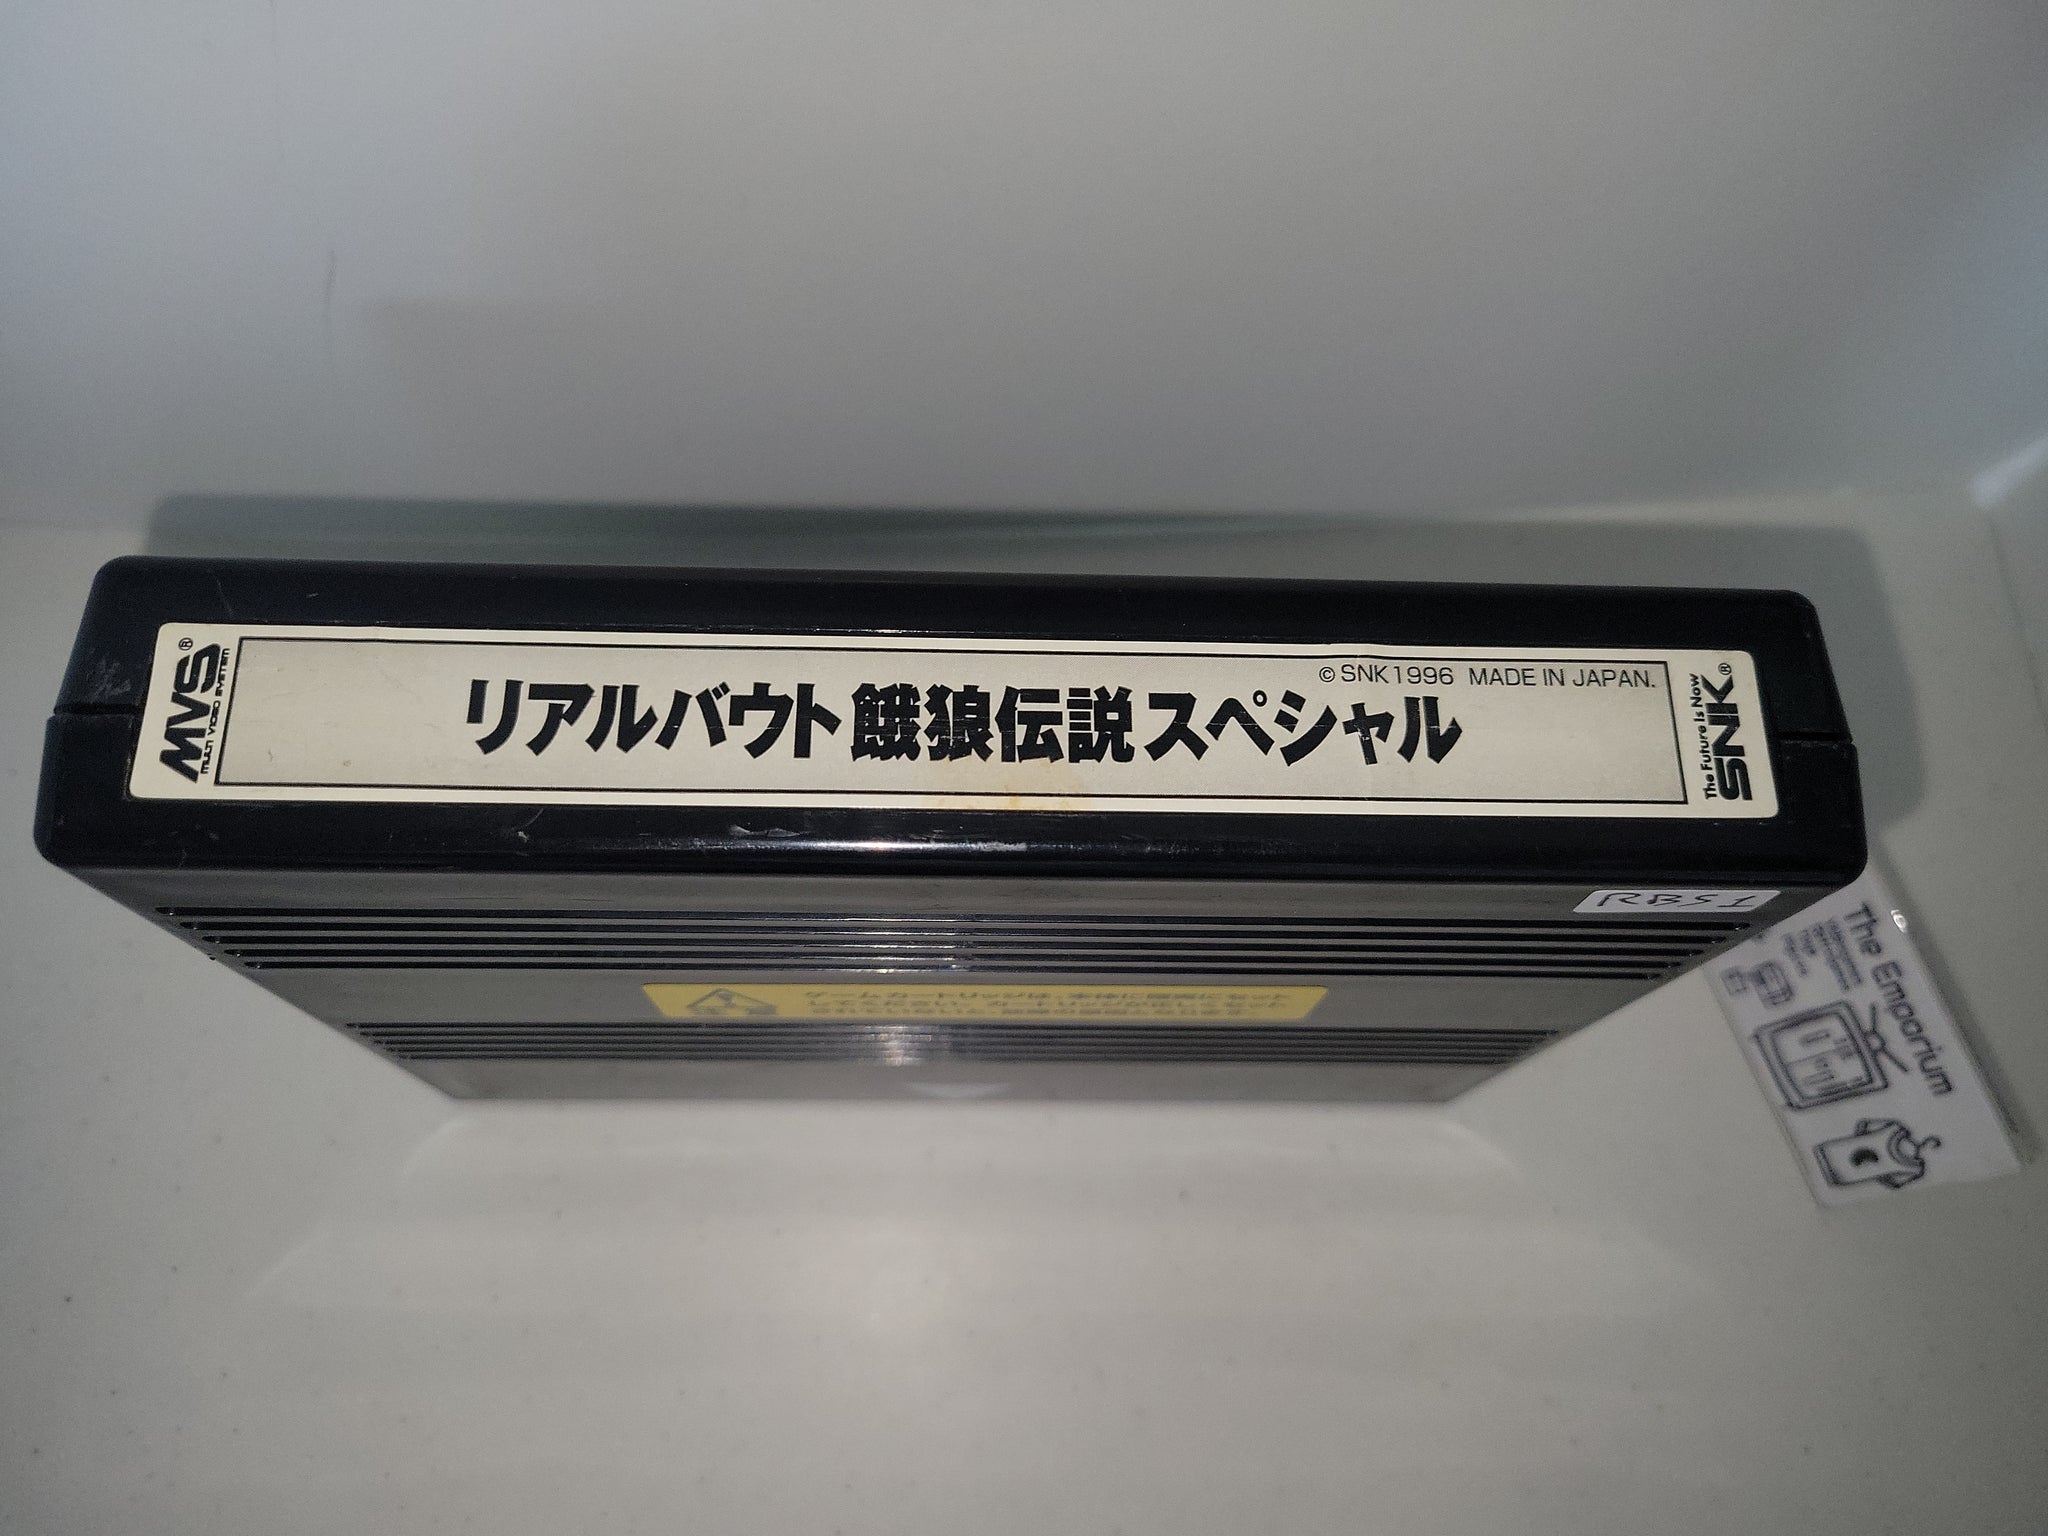 MVS®
MULTI VIDEO SYSTEM
©SNK1996 MADE IN JAPAN.
リアルバウト餓狼伝説スペシャル
The Future Is Now
SNK®
RBS1
The Emporium